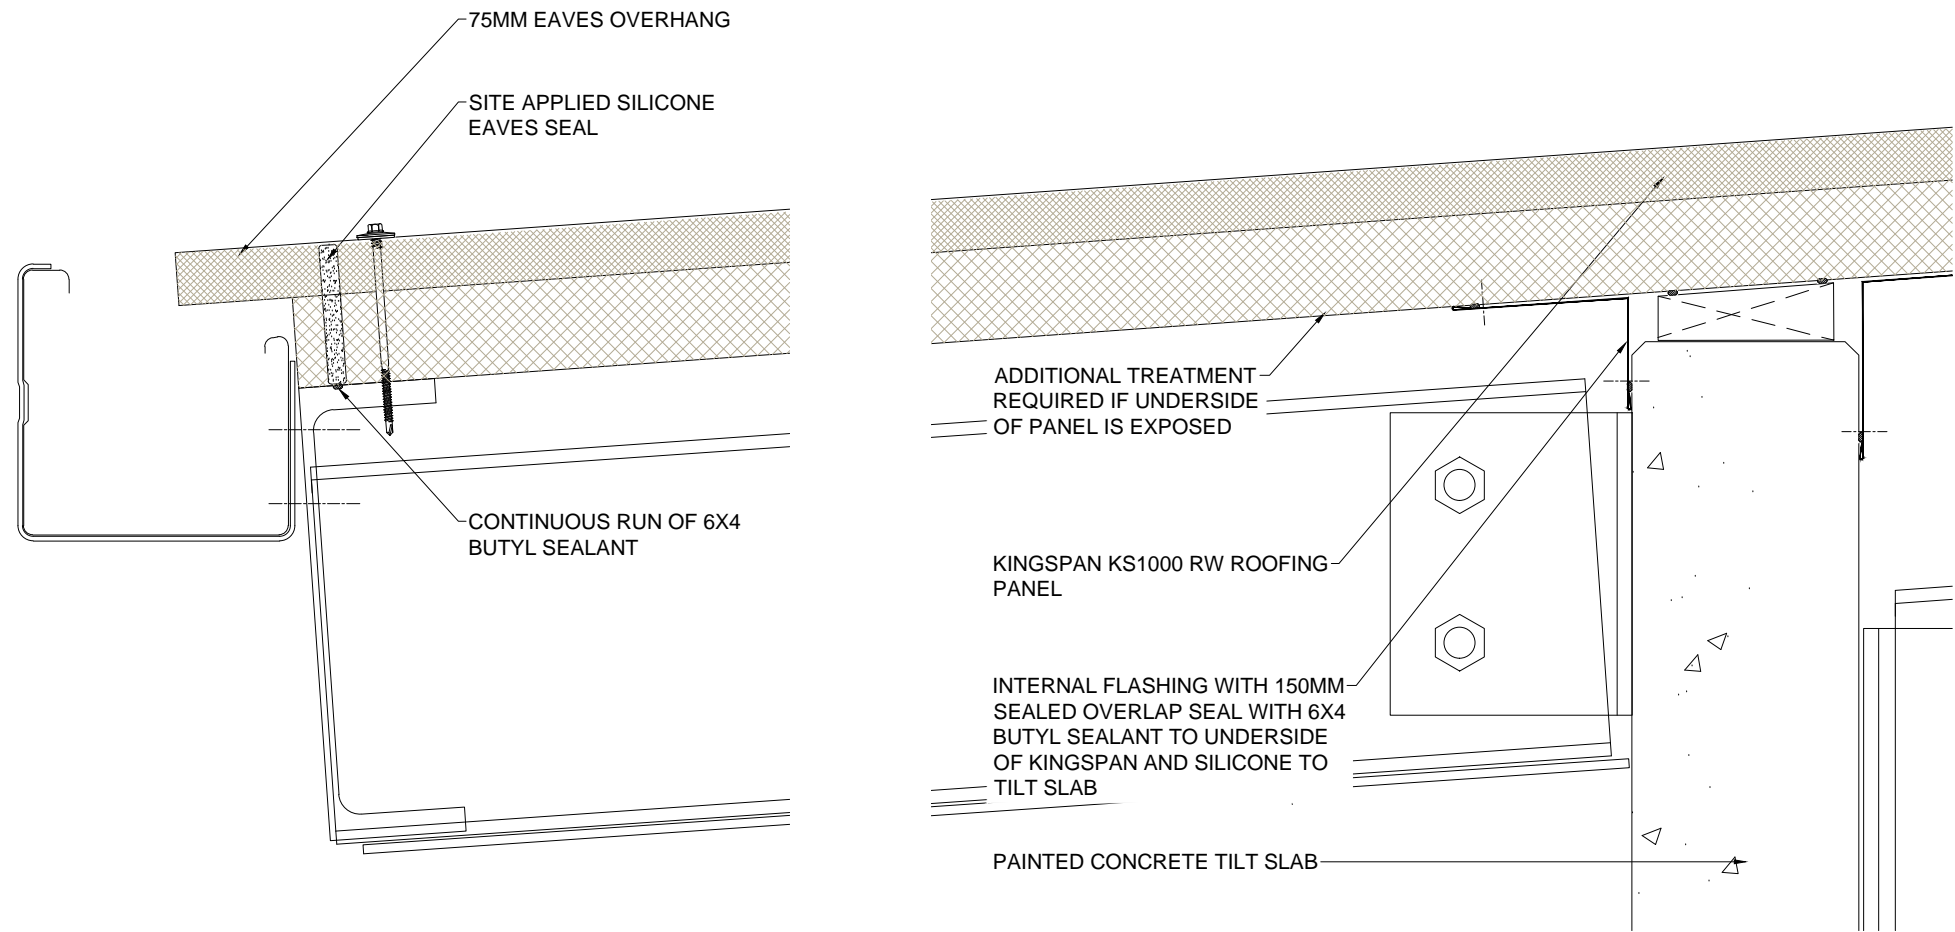 75MM EAVES OVERHANG
SITE APPLIED SILICONE
EAVES SEAL
CONTINUOUS RUN OF 6X4
BUTYL SEALANT
ADDITIONAL TREATMENT
REQUIRED IF UNDERSIDE
OF PANEL IS EXPOSED
KINGSPAN KS1000 RW ROOFING
PANEL
INTERNAL FLASHING WITH 150MM
SEALED OVERLAP SEAL WITH 6X4
BUTYL SEALANT TO UNDERSIDE
OF KINGSPAN AND SILICONE TO
TILT SLAB
PAINTED CONCRETE TILT SLAB